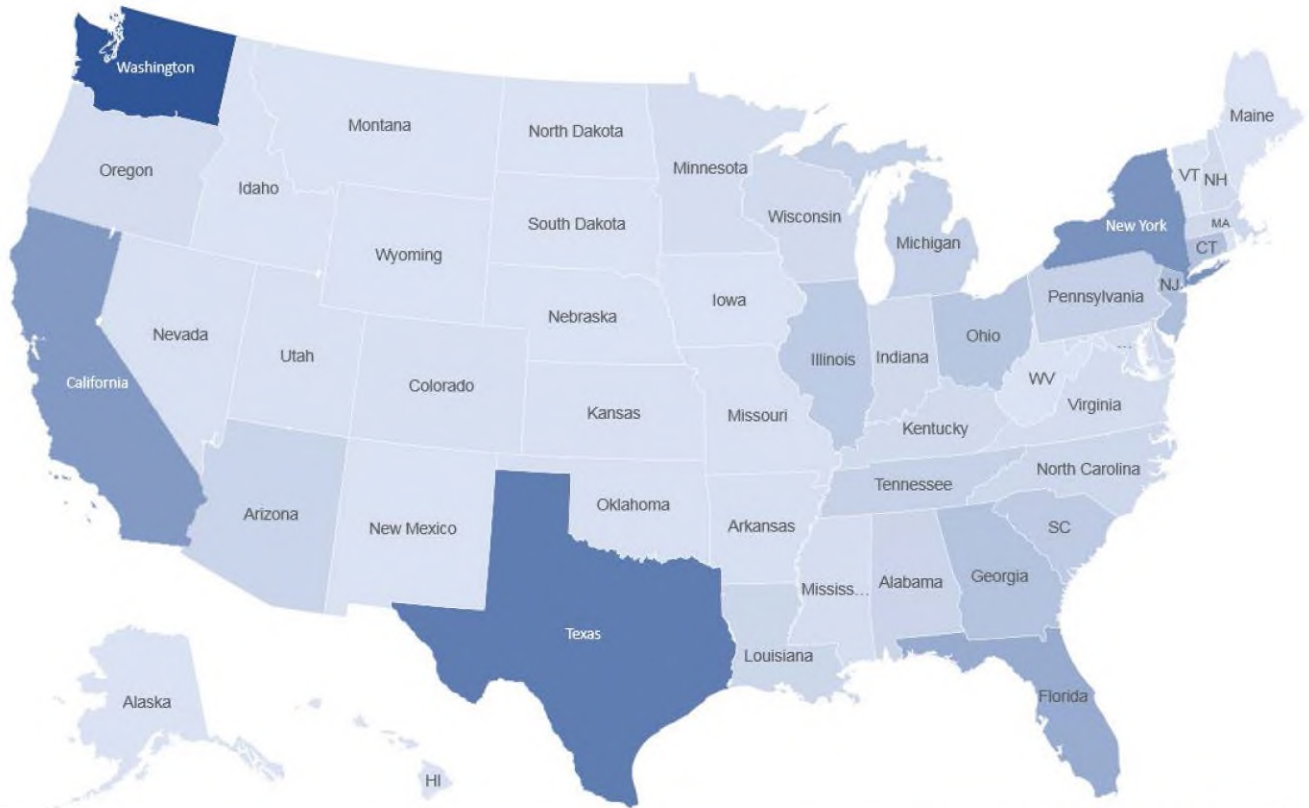 Washington
Montana
North Dakota
Minnesota
Maine
Oregon
Idaho
VT
NH
South Dakota
Wisconsin
New York
MA
Michigan
CT
Wyoming
Iowa
Pennsylvania
NJ
Nebraska
Nevada
Ohio
...
Utah
Illinois
Indiana
California
Colorado
WV
Kansas
Missouri
Virginia
Kentucky
North Carolina
Tennessee
Oklahoma
Arizona
New Mexico
Arkansas
SC
Georgia
Mississ...
Alabama
Texas
Louisiana
Florida
Alaska
HI